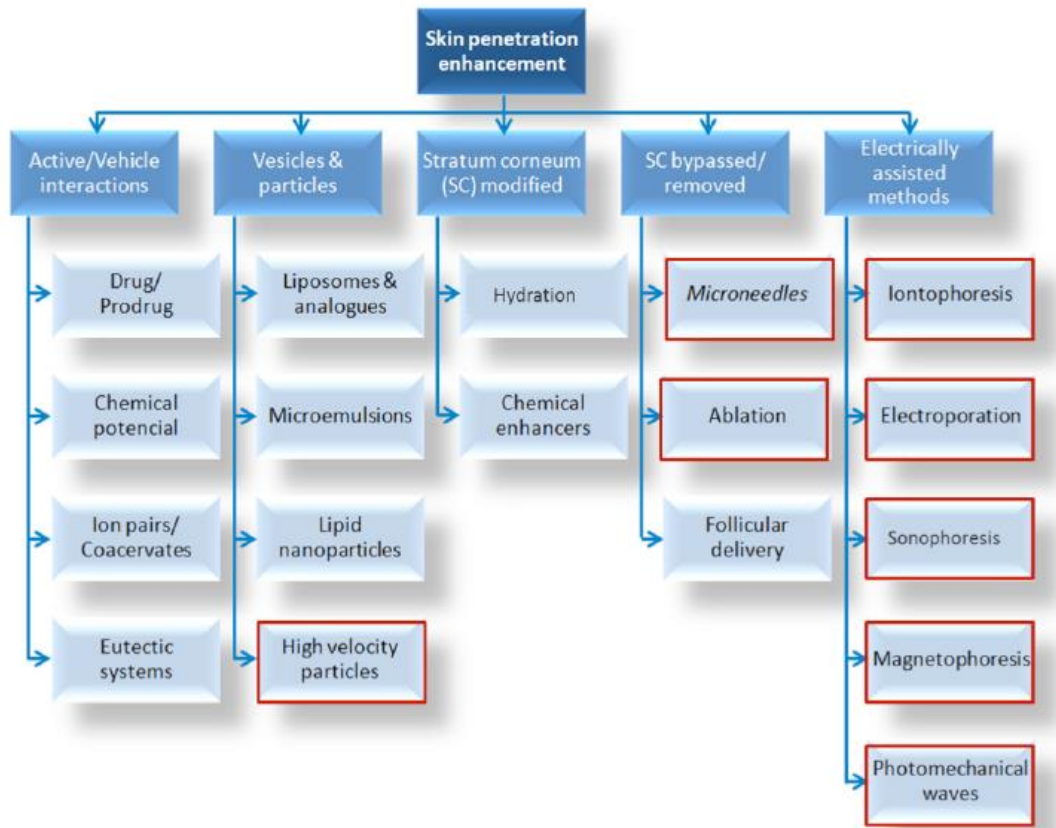 Skin penetration
enhancement
Active/Vehicle
interactions
Vesicles &
particles
Stratum corneum
(SC) modified
SC bypassed/
removed
Electrically
assisted
methods
Drug/
Prodrug
Liposomes &
analogues
Hydration
Microneedles
Iontophoresis
Chemical
potencial
Microemulsions
Chemical
enhancers
Ablation
Electroporation
Ion pairs/
Coacervates
Lipid
nanoparticles
Follicular
delivery
Sonophoresis
Eutectic
systems
High velocity
particles
Magnetophoresis
Photomechanical
waves